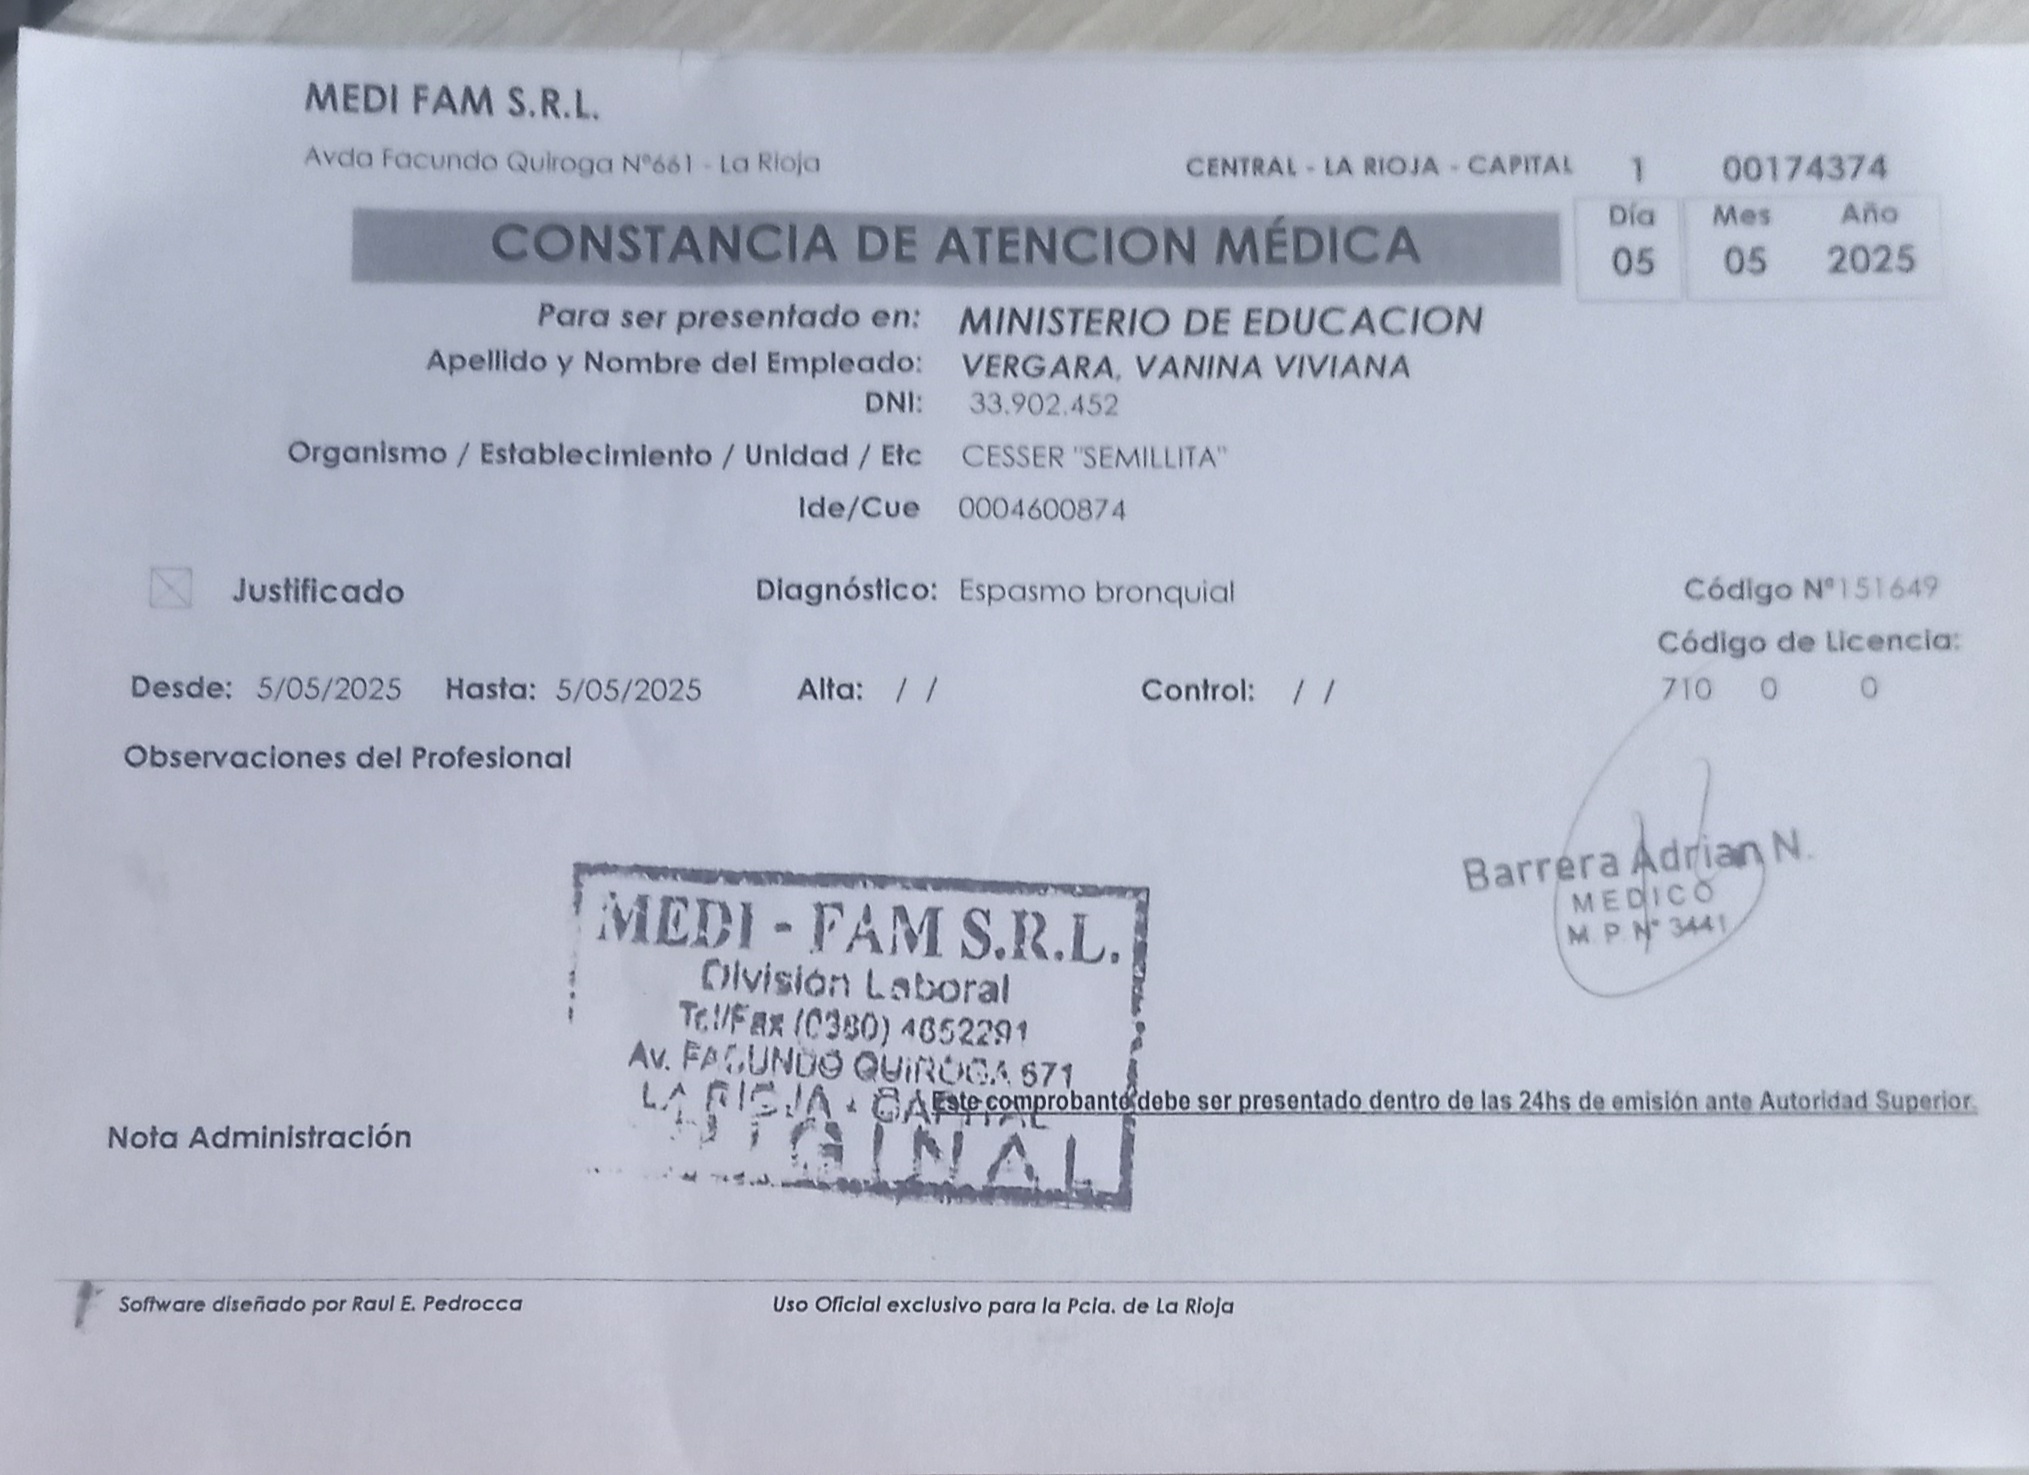 MEDI FAM S.R.L.
Avda Facundo Quiroga Nº661 - La Rioja
CENTRAL - LA RIOJA - CAPITAL 1 00174374
CONSTANCIA DE ATENCION MÉDICA
Día Mes Año
05 05 2025
Para ser presentado en: MINISTERIO DE EDUCACION
Apellido y Nombre del Empleado: VERGARA, VANINA VIVIANA
DNI: 33.902.452
Organismo / Establecimiento / Unidad / Etc CESSER "SEMILLITA"
Ide/Cue 0004600874
Justificado Diagnóstico: Espasmo bronquial Código Nº151649
Código de Licencia:
Desde: 5/05/2025 Hasta: 5/05/2025 Alta: / / Control: / / 710 0 0
Observaciones del Profesional
Barrera Adrian N.
MEDICO
M.P. Nº 3441
MEDI - FAM S.R.L.
División Laboral
Tel/Fax (0380) 4652291
Av. FACUNDO QUIROGA 671
LA RIOJA - CAPITAL
Este comprobante debe ser presentado dentro de las 24hs de emisión ante Autoridad Superior.
Nota Administración
Software diseñado por Raul E. Pedrocca
Uso Oficial exclusivo para la Pcia. de La Rioja